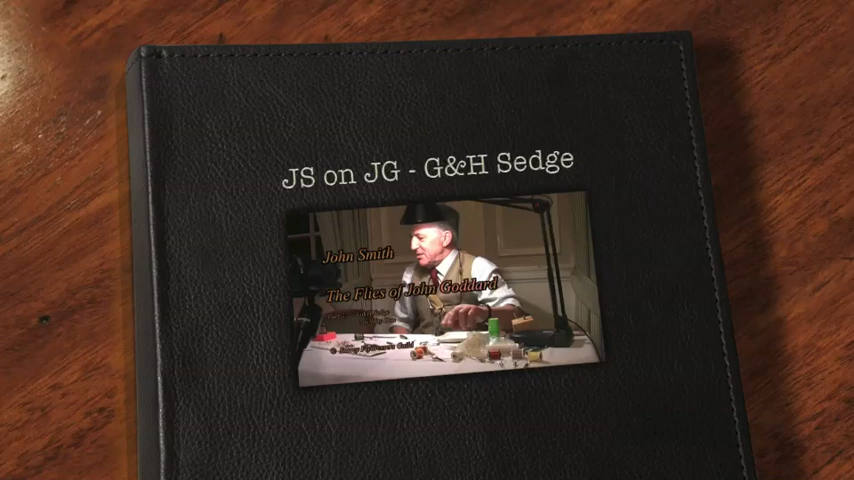 JS on JG - G&H Sedge
John Smith
The Flies of John Goddard